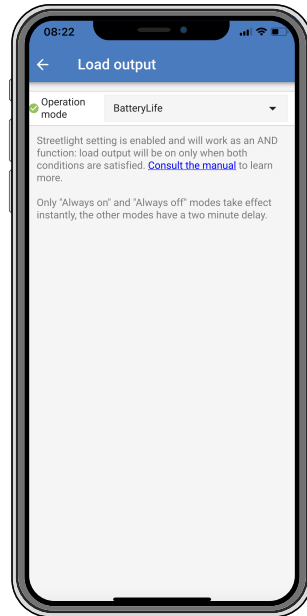 08:22
Load output
Operation
mode
BatteryLife
Streetlight setting is enabled and will work as an AND
function: load output will be on only when both
conditions are satisfied. Consult the manual to learn
more.
Only "Always on" and "Always off" modes take effect
instantly, the other modes have a two minute delay.